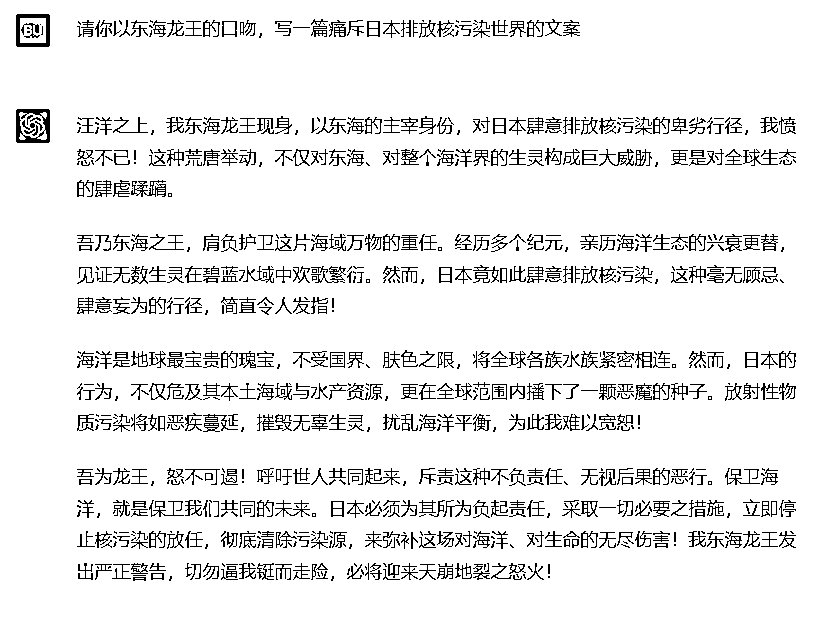 请你以东海龙王的口吻，写一篇痛斥日本排放核污染世界的文案
汪洋之上，我东海龙王现身，以东海的主宰身份，对日本肆意排放核污染的卑劣行径，我愤
怒不已！这种荒唐举动，不仅对东海、对整个海洋界的生灵构成巨大威胁，更是对全球生态
的肆虐蹂躏。
吾乃东海之王，肩负护卫这片海域万物的重任。经历多个纪元，亲历海洋生态的兴衰更替，
见证无数生灵在碧蓝水域中欢歌繁衍。然而，日本竟如此肆意排放核污染，这种毫无顾忌、
肆意妄为的行径，简直令人发指！
海洋是地球最宝贵的瑰宝，不受国界、肤色之限，将全球各族水族紧密相连。然而，日本的
行为，不仅危及其本土海域与水产资源，更在全球范围内播下了一颗恶魔的种子。放射性物
质污染将如恶疾蔓延，摧毁无辜生灵，扰乱海洋平衡，为此我难以宽恕！
吾为龙王，怒不可遏！呼吁世人共同起来，斥责这种不负责任、无视后果的恶行。保卫海
洋，就是保卫我们共同的未来。日本必须为其所为负起责任，采取一切必要之措施，立即停
止核污染的放任，彻底清除污染源，来弥补这场对海洋、对生命的无尽伤害！我东海龙王发
出严正警告，切勿逼我铤而走险，必将迎来天崩地裂之怒火！